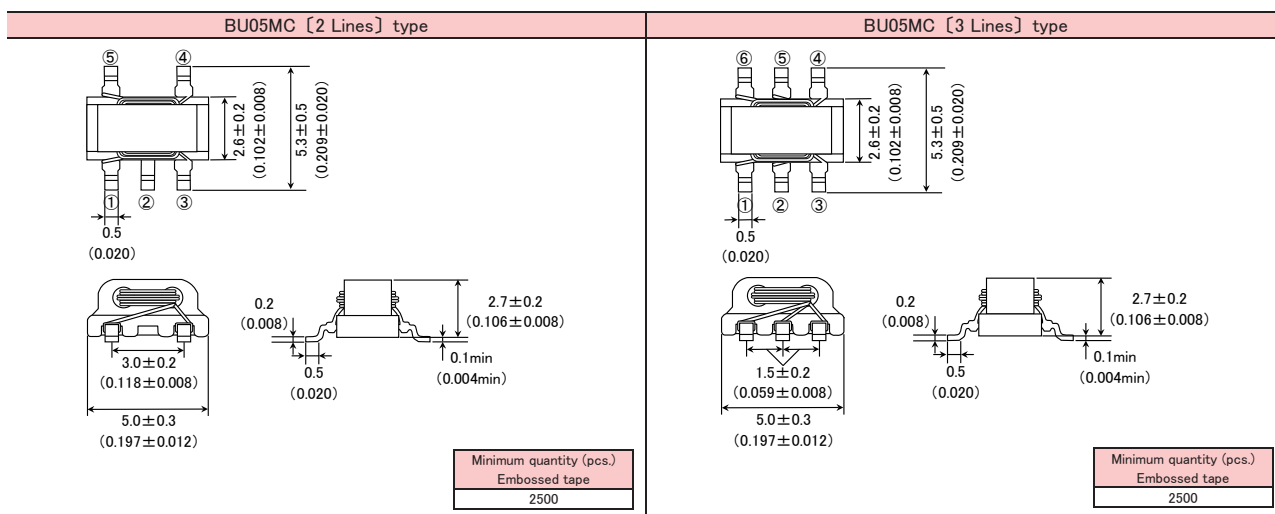 BU05MC〔2 Lines〕type
⑤ ④
2.6±0.2
(0.102±0.008)
5.3±0.5
(0.209±0.020)
① ② ③
0.5
(0.020)
0.2
(0.008)
2.7±0.2
(0.106±0.008)
3.0±0.2
(0.118±0.008)
0.5
(0.020)
0.1min
(0.004min)
5.0±0.3
(0.197±0.012)
Minimum quantity (pcs.)
Embossed tape
2500
BU05MC〔3 Lines〕type
⑥ ⑤ ④
2.6±0.2
(0.102±0.008)
5.3±0.5
(0.209±0.020)
① ② ③
0.5
(0.020)
0.2
(0.008)
2.7±0.2
(0.106±0.008)
1.5±0.2
(0.059±0.008)
0.5
(0.020)
0.1min
(0.004min)
5.0±0.3
(0.197±0.012)
Minimum quantity (pcs.)
Embossed tape
2500